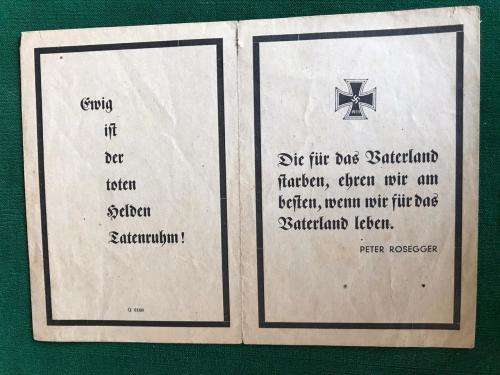 Ewig
ist
der
toten
Helden
Tatenruhm!
Die für das Vaterland
starben, ehren wir am
besten, wenn wir für das
Vaterland leben.
PETER ROSEGGER